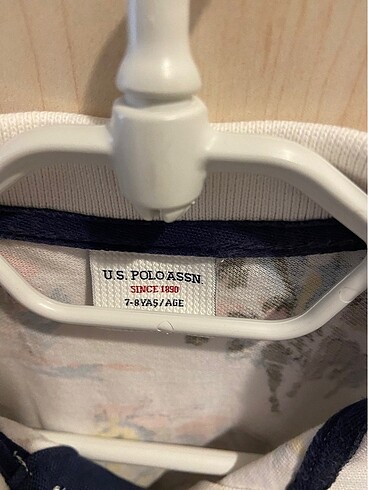 U.S. POLO ASSN.
SINCE 1890
7-8YAŞ/AGE